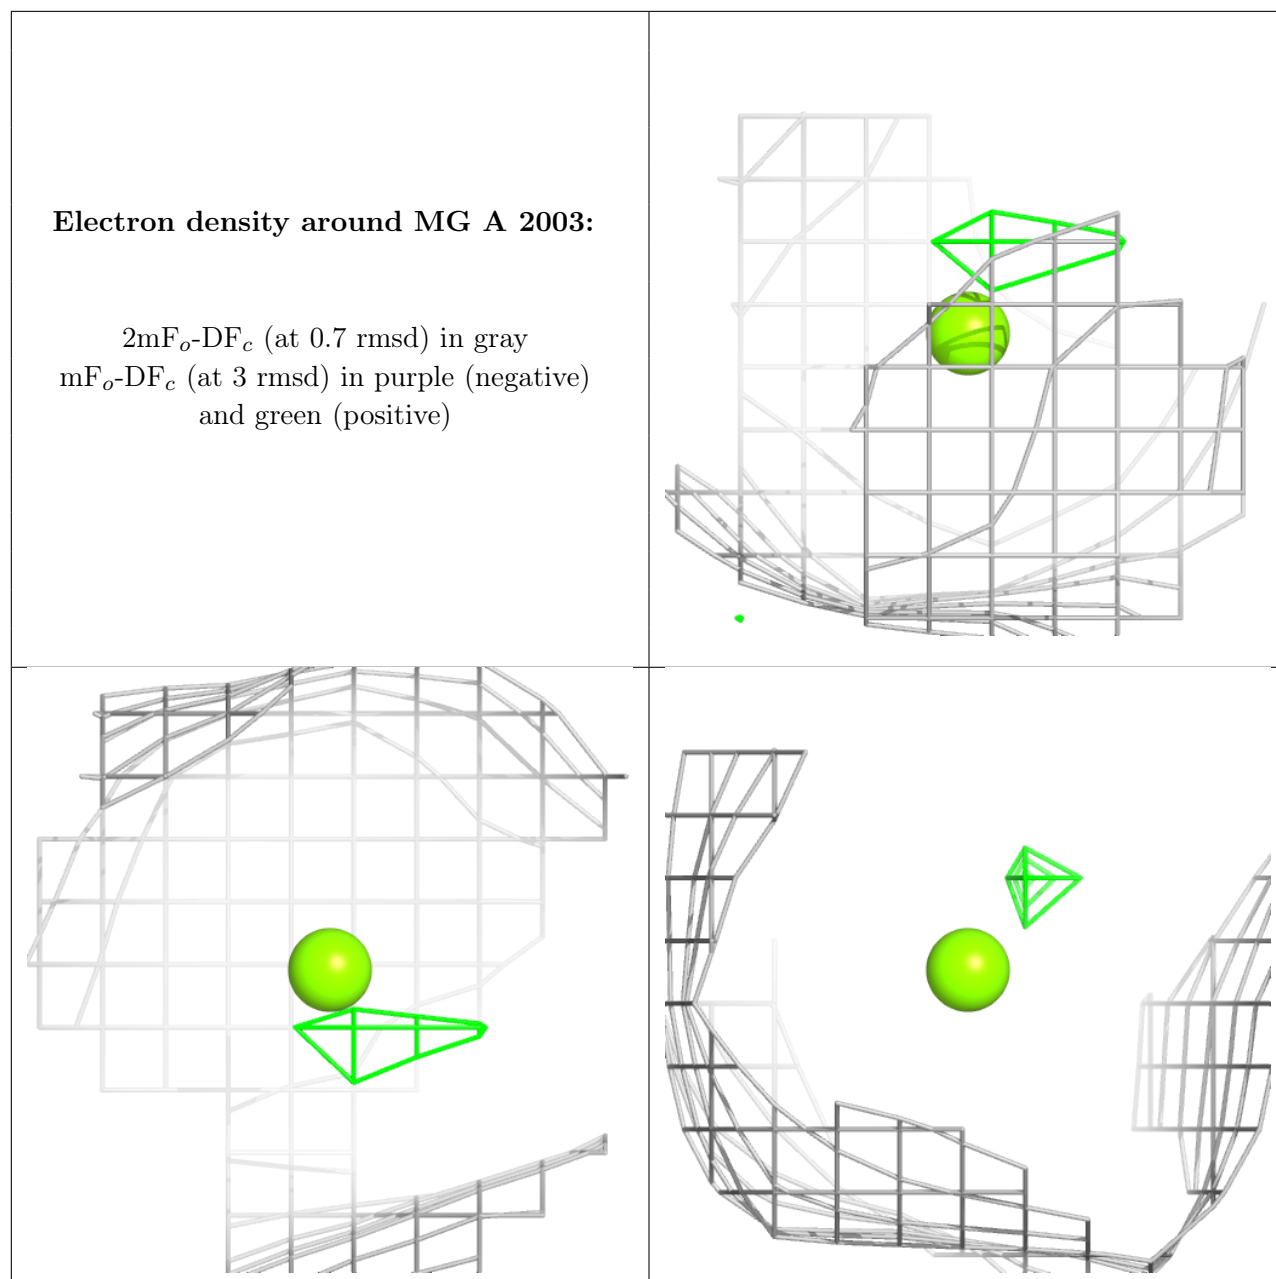 Electron density around MG A 2003:
2mFo-DFc (at 0.7 rmsd) in gray
mFo-DFc (at 3 rmsd) in purple (negative)
and green (positive)